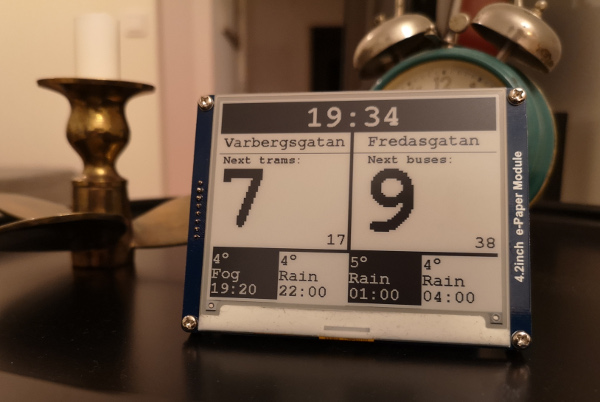 19:34
Varbergsgatan
Next trams:
7
17
Fredasgatan
Next buses:
9
38
4°
Fog
19:20
4°
Rain
22:00
5°
Rain
01:00
4°
Rain
04:00
4.2inch e-Paper Module
12